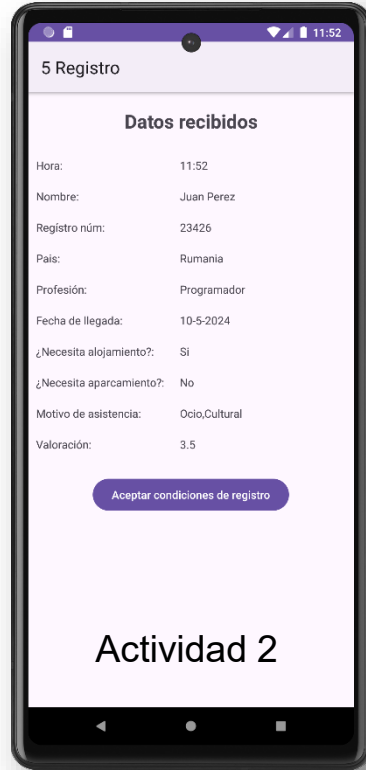 11:52
5 Registro
Datos recibidos
Hora: 11:52
Nombre: Juan Perez
Regístro núm: 23426
Pais: Rumania
Profesión: Programador
Fecha de llegada: 10-5-2024
¿Necesita alojamiento?: Si
¿Necesita aparcamiento?: No
Motivo de asistencia: Ocio,Cultural
Valoración: 3.5
Aceptar condiciones de registro
Actividad 2